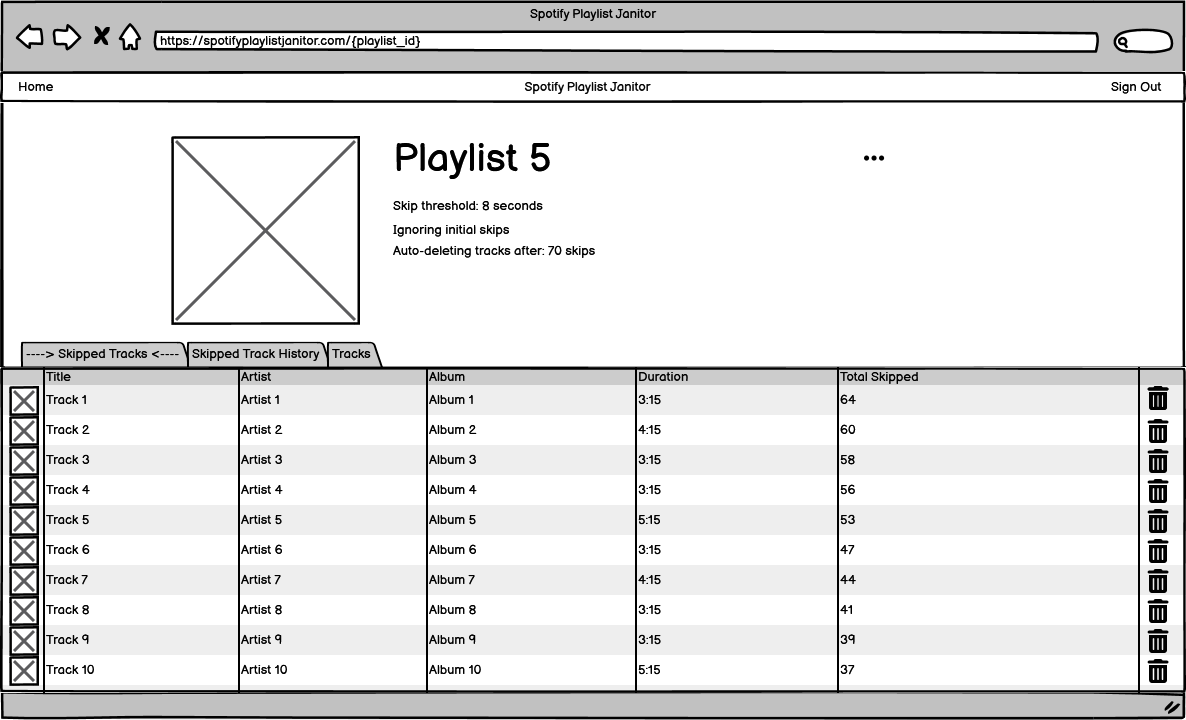 Spotify Playlist Janitor
https://spotifyplaylistjanitor.com/{playlist_id}
Home Spotify Playlist Janitor Sign Out
Playlist 5
Skip threshold: 8 seconds
Ignoring initial skips
Auto-deleting tracks after: 70 skips
----> Skipped Tracks <---- Skipped Track History Tracks
Title Artist Album Duration Total Skipped
Track 1 Artist 1 Album 1 3:15 64
Track 2 Artist 2 Album 2 4:15 60
Track 3 Artist 3 Album 3 3:15 58
Track 4 Artist 4 Album 4 3:15 56
Track 5 Artist 5 Album 5 5:15 53
Track 6 Artist 6 Album 6 3:15 47
Track 7 Artist 7 Album 7 4:15 44
Track 8 Artist 8 Album 8 3:15 41
Track 9 Artist 9 Album 9 3:15 39
Track 10 Artist 10 Album 10 5:15 37